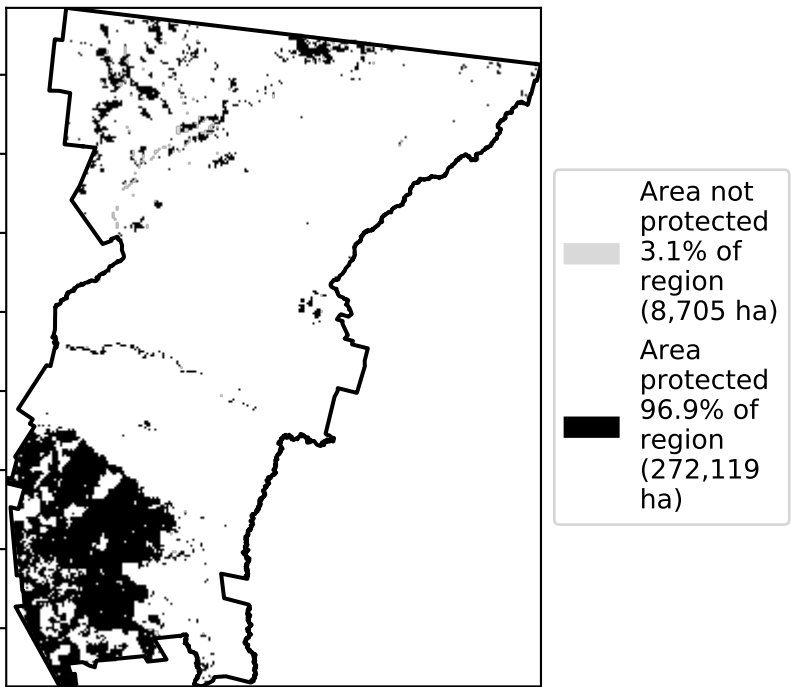 Area not
protected
3.1% of
region
(8,705 ha)
Area
protected
96.9% of
region
(272,119
ha)